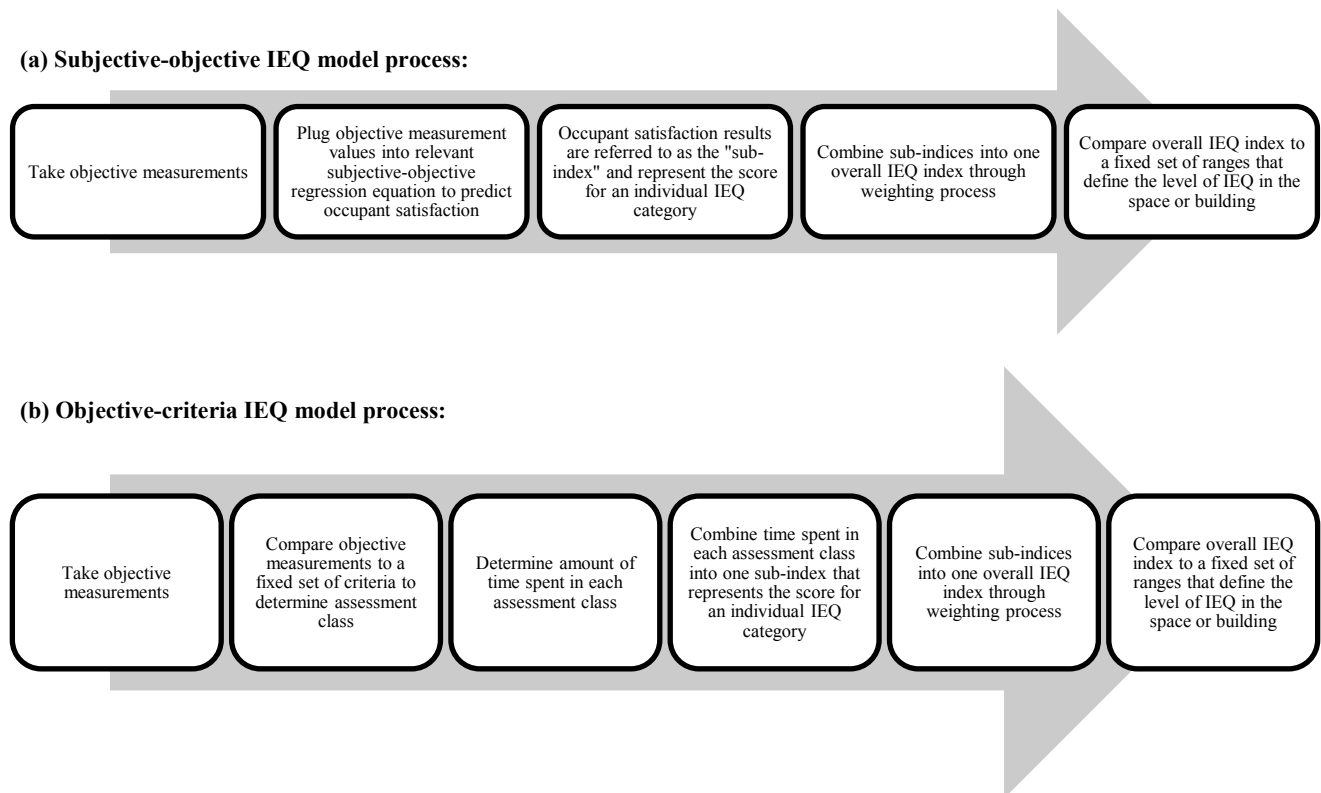 (a) Subjective-objective IEQ model process:
Take objective measurements
Plug objective measurement
values into relevant
subjective-objective
regression equation to predict
occupant satisfaction
Occupant satisfaction results
are referred to as the "sub-
index" and represent the score
for an individual IEQ
category
Combine sub-indices into one
overall IEQ index through
weighting process
Compare overall IEQ index to
a fixed set of ranges that
define the level of IEQ in the
space or building
(b) Objective-criteria IEQ model process:
Take objective
measurements
Compare objective
measurements to a
fixed set of criteria to
determine assessment
class
Determine amount of
time spent in each
assessment class
Combine time spent in
each assessment class
into one sub-index that
represents the score for
an individual IEQ
category
Combine sub-indices
into one overall IEQ
index through
weighting process
Compare overall IEQ
index to a fixed set of
ranges that define the
level of IEQ in the
space or building